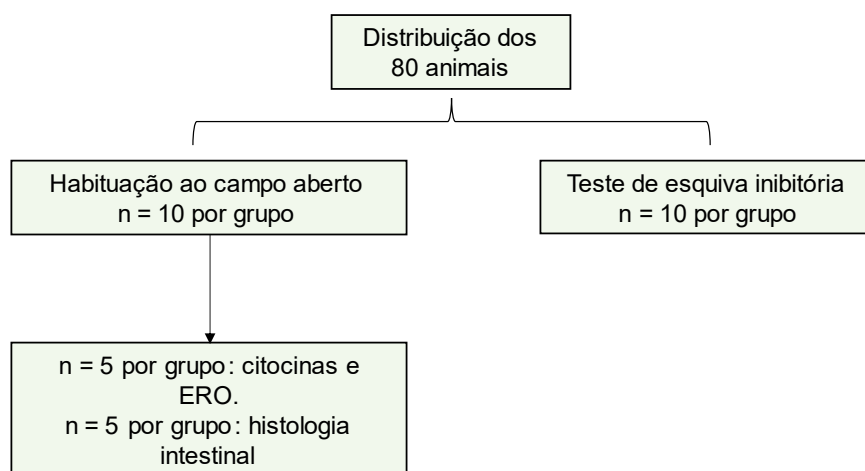 Distribuição dos
80 animais
Habituação ao campo aberto
n = 10 por grupo
Teste de esquiva inibitória
n = 10 por grupo
n = 5 por grupo: citocinas e
ERO.
n = 5 por grupo: histologia
intestinal